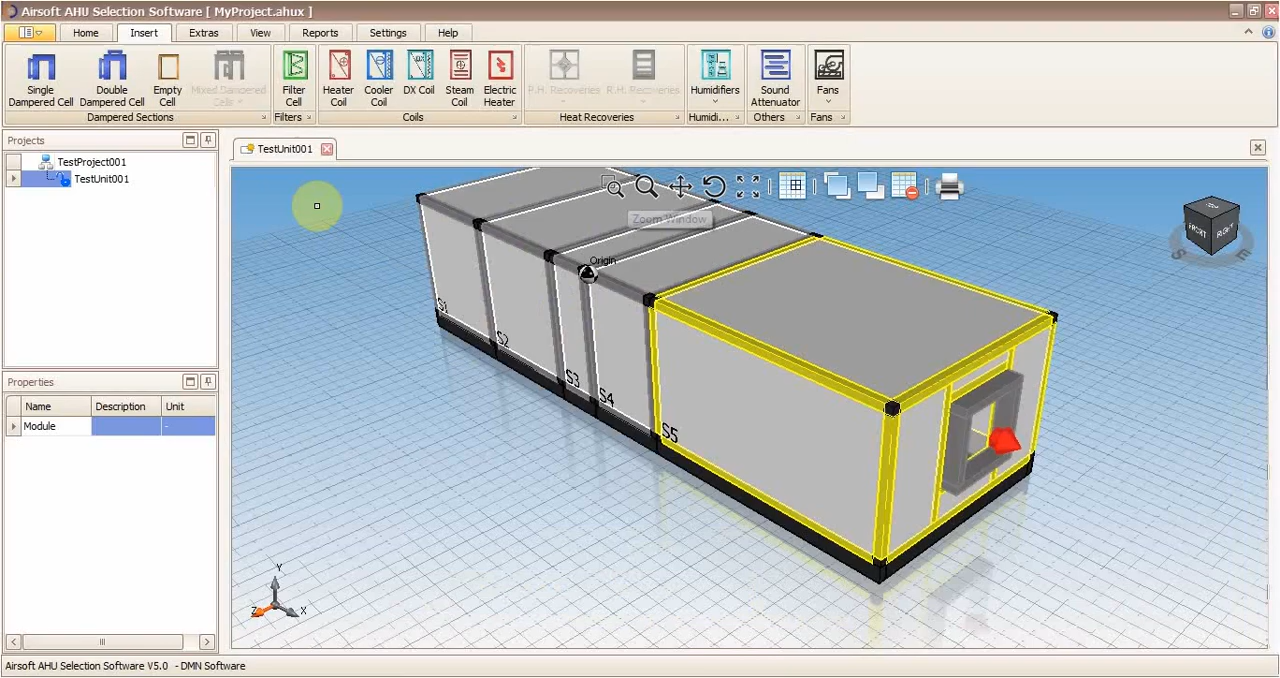 Airsoft AHU Selection Software [ MyProject.ahux ]
Home Insert Extras View Reports Settings Help
Single Dampered Cell
Double Dampered Cell
Empty Cell
Mixed Dampered Cells
Filter Cell
Heater Coil
Cooler Coil
DX Coil
Steam Coil
Electric Heater
P.H. Recoveries
R.H. Recoveries
Humidifiers
Sound Attenuator
Fans
Dampered Sections
Filters
Coils
Heat Recoveries
Humidi...
Others
Fans
Projects
TestProject001
TestUnit001
Properties
Name Description Unit
Module -
TestUnit001
Zoom Window
Origin
S1
S2
S3
S4
S5
TOP
FRONT
RIGHT
S
E
Y
Z
X
Airsoft AHU Selection Software V5.0 - DMN Software